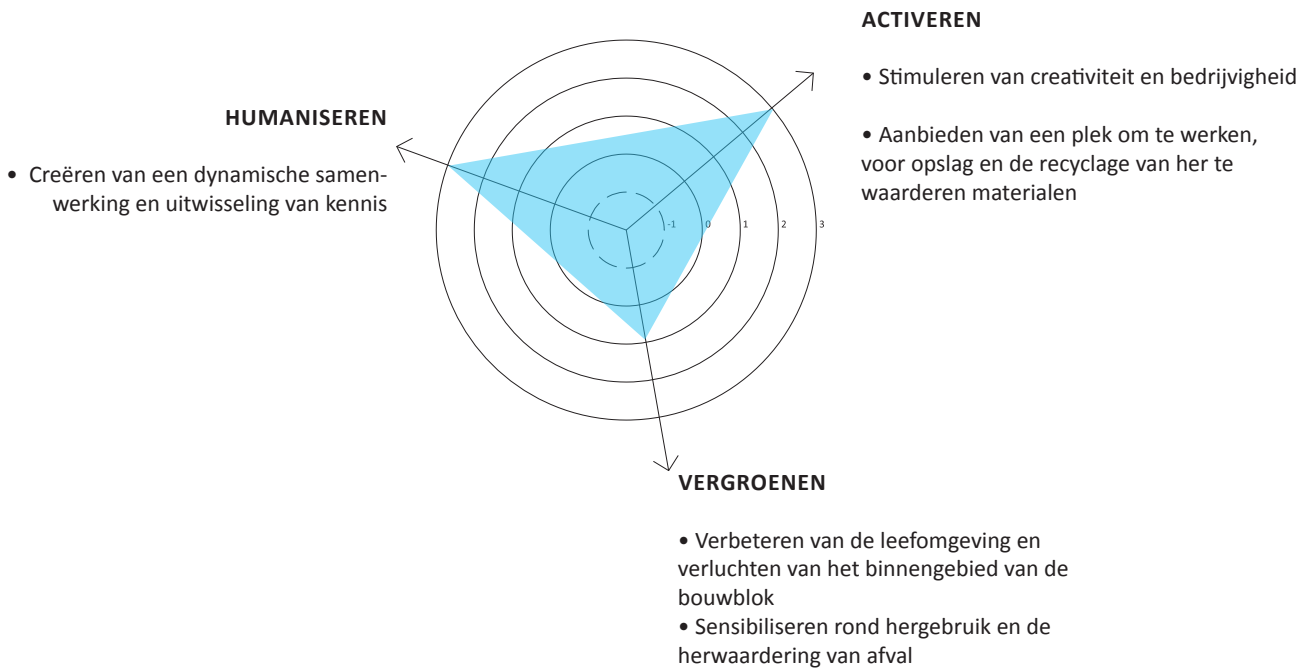 ACTIVEREN
• Stimuleren van creativiteit en bedrijvigheid
• Aanbieden van een plek om te werken,
voor opslag en de recyclage van her te
waarderen materialen
HUMANISEREN
• Creëren van een dynamische samen-
werking en uitwisseling van kennis
-1 0 1 2 3
VERGROENEN
• Verbeteren van de leefomgeving en
verluchten van het binnengebied van de
bouwblok
• Sensibiliseren rond hergebruik en de
herwaardering van afval